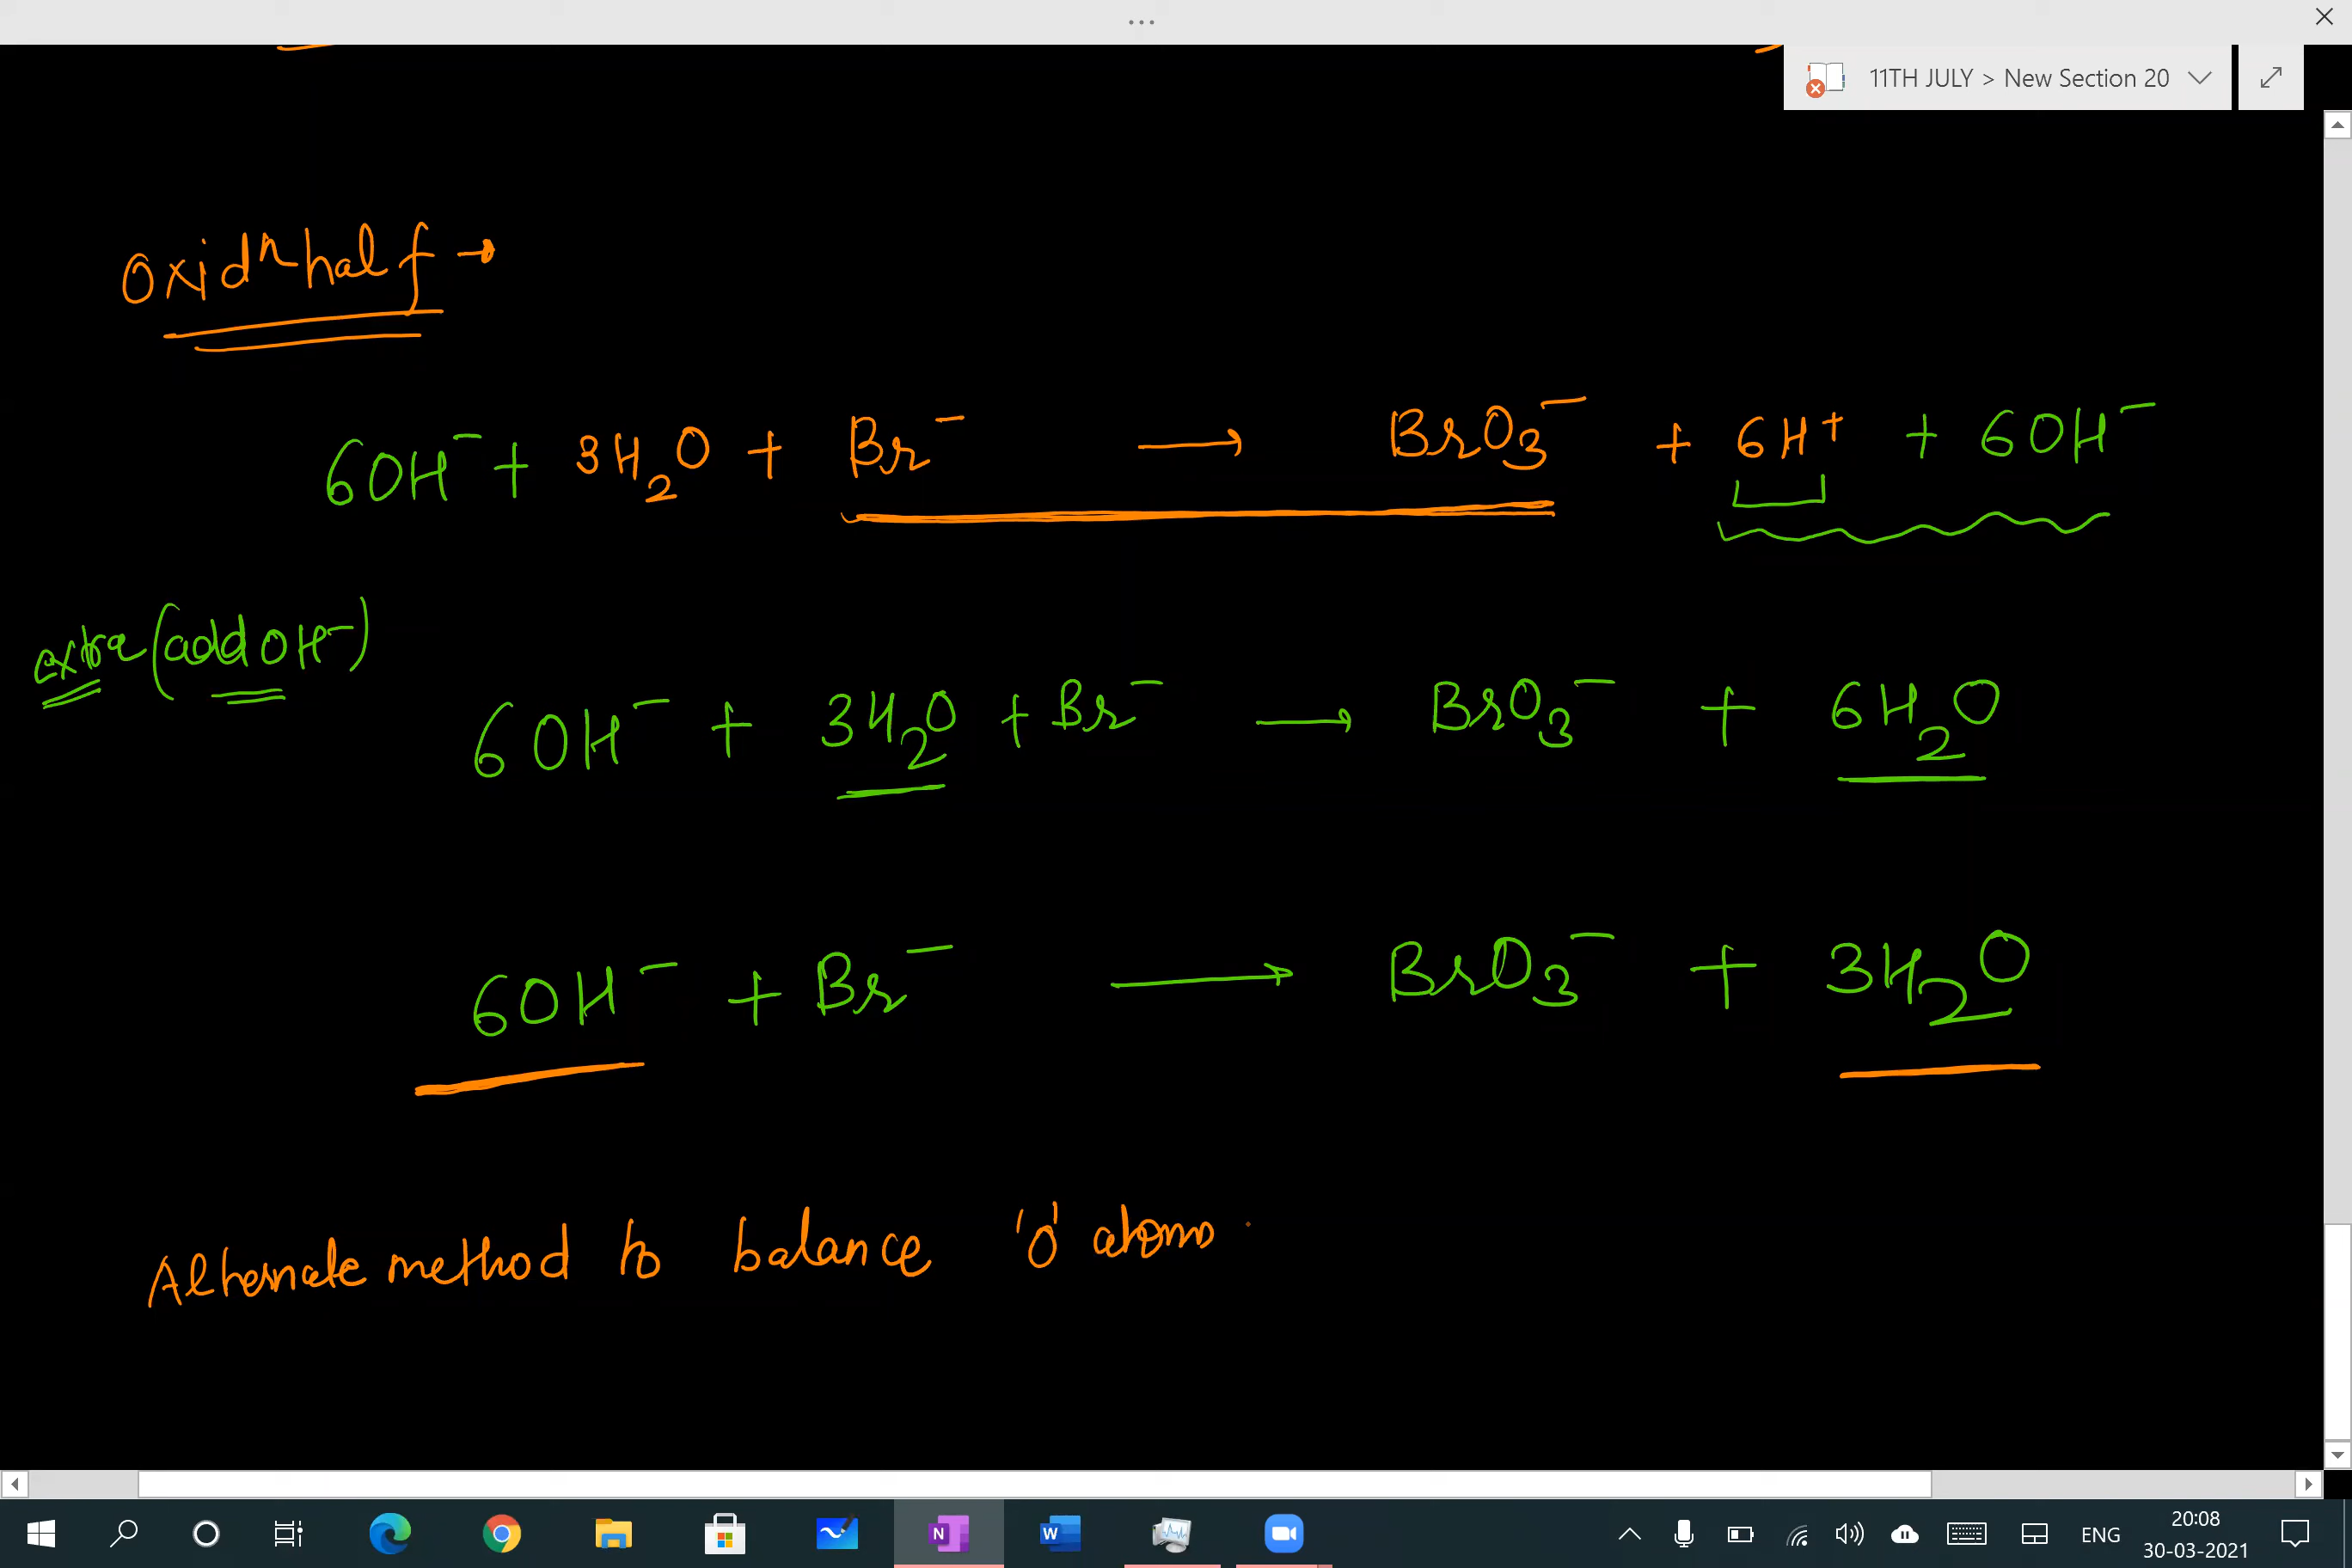 11TH JULY > New Section 20
Oxidⁿ half →
6OH⁻ + 3H₂O + Br⁻ → BrO₃⁻ + 6H⁺ + 6OH⁻
extra (add OH⁻)
6OH⁻ + 3H₂O + Br⁻ → BrO₃⁻ + 6H₂O
6OH⁻ + Br⁻ → BrO₃⁻ + 3H₂O
Alternate method to balance 'O' atoms
ENG
20:08
30-03-2021